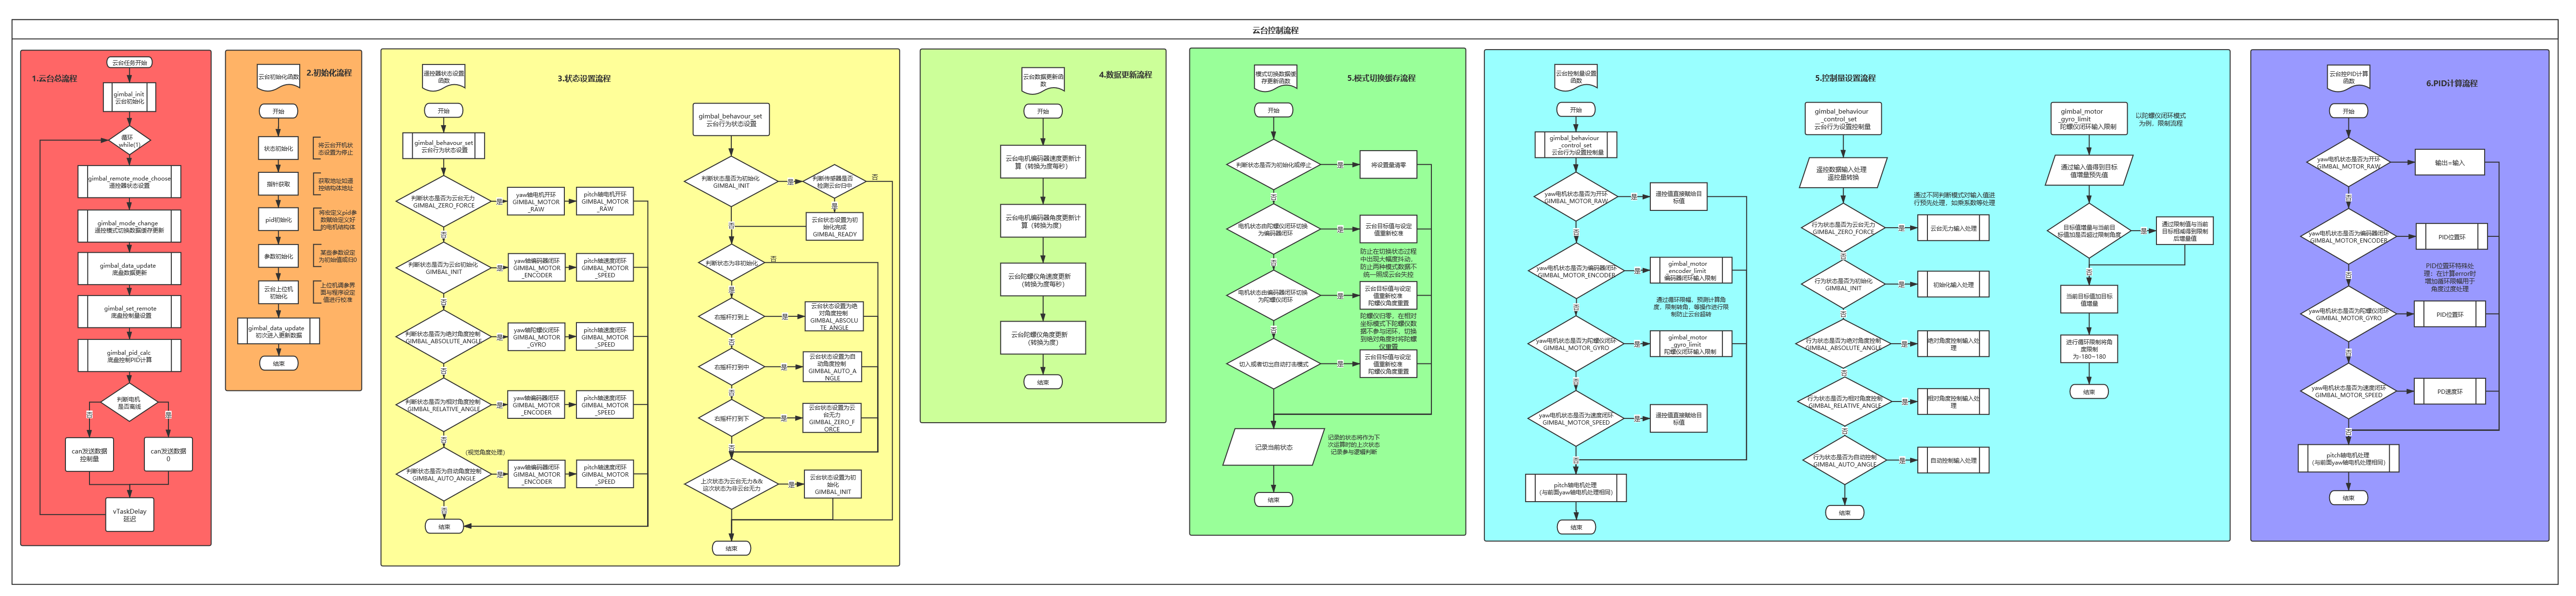 云台控制流程
1.云台总流程
云台任务开始
gimbal_init
云台初始化
循环
while(1)
gimbal_remote_mode_choose
遥控器状态设置
gimbal_mode_change
遥控模式切换数据缓存更新
gimbal_data_update
底盘数据更新
gimbal_set_remote
底盘控制量设置
gimbal_pid_calc
底盘控制PID计算
判断电机
是否离线
否
是
can发送数据
控制量
can发送数据
0
vTaskDelay
延迟
2.初始化流程
云台初始化函数
开始
状态初始化
将云台开机状
态设置为停止
指针获取
获取地址如遥
控结构体地址
pid初始化
将宏定义pid参
数赋给定义好
的电机结构体
参数初始化
某些参数设定
为初始值或归0
云台上位机
初始化
上位机调参界
面与程序设定
值进行校准
gimbal_data_update
初次进入更新数据
结束
3.状态设置流程
遥控器状态设置
函数
开始
gimbal_behavour_set
云台行为状态设置
判断状态是否为云台无力
GIMBAL_ZERO_FORCE
是
yaw轴电机开环
GIMBAL_MOTOR
_RAW
pitch轴电机开环
GIMBAL_MOTOR
_RAW
否
判断状态是否为云台初始化
GIMBAL_INIT
是
yaw轴编码器闭环
GIMBAL_MOTOR
_ENCODER
pitch轴速度闭环
GIMBAL_MOTOR
_SPEED
否
判断状态是否为绝对角度控制
GIMBAL_ABSOLUTE_ANGLE
是
yaw轴陀螺仪闭环
GIMBAL_MOTOR
_GYRO
pitch轴速度闭环
GIMBAL_MOTOR
_SPEED
否
判断状态是否为相对角度控制
GIMBAL_RELATIVE_ANGLE
是
yaw轴编码器闭环
GIMBAL_MOTOR
_ENCODER
pitch轴速度闭环
GIMBAL_MOTOR
_SPEED
否
(视觉角度处理)
判断状态是否为自动角度控制
GIMBAL_AUTO_ANGLE
是
yaw轴编码器闭环
GIMBAL_MOTOR
_ENCODER
pitch轴速度闭环
GIMBAL_MOTOR
_SPEED
否
结束
gimbal_behavour_set
云台行为状态设置
判断状态是否为初始化
GIMBAL_INIT
是
判断传感器是否
检测云台归中
否
是
云台状态设置为初
始化完成
GIMBAL_READY
否
判断状态为非初始化
否
是
右摇杆打到上
是
云台状态设置为绝
对角度控制
GIMBAL_ABSOLU
TE_ANGLE
否
右摇杆打到中
是
云台状态设置为自
动角度控制
GIMBAL_AUTO_A
NGLE
否
右摇杆打到下
是
云台状态设置为云
台无力
GIMBAL_ZERO_F
ORCE
否
上次状态为云台无力&&
这次状态为非云台无力
是
云台状态设置为初
始化
GIMBAL_INIT
结束
4.数据更新流程
云台数据更新函
数
开始
云台电机编码器速度更新计
算（转换为度每秒）
云台电机编码器角度更新计
算（转换为度）
云台陀螺仪角速度更新
（转换为度每秒）
云台陀螺仪角度更新
（转换为度）
结束
5.模式切换缓存流程
模式切换数据缓
存更新函数
开始
判断状态是否为初始化或停止
是
将设置量清零
否
电机状态由陀螺仪闭环切换
为编码器闭环
是
云台目标值与设定
值重新校准
防止在切换状态过程
中出现大幅度抖动,
防止两种模式数据不
统一照成云台失控
否
电机状态由编码器闭环切换
为陀螺仪闭环
是
云台目标值与设定
值重新校准
陀螺仪角度重置
陀螺仪归零，在相对
坐标模式下陀螺仪数
据不参与闭环，切换
到绝对角度时将陀螺
仪重置
否
切入或者切出自动打击模式
是
云台目标值与设定
值重新校准
陀螺仪角度重置
记录当前状态
记录的状态将作为下
次运算时的上次状态
记录参与逻辑判断
结束
5.控制量设置流程
云台控制量设置
函数
开始
gimbal_behaviour
_control_set
云台行为设置控制量
yaw电机状态是否为开环
GIMBAL_MOTOR_RAW
是
遥控值直接赋给目
标值
否
yaw电机状态是否为编码器闭环
GIMBAL_MOTOR_ENCODER
是
gimbal_motor
_encoder_limit
编码器闭环输入限制
通过循环限幅，预测计算角
度，限制转角，等操作进行限
制防止云台超转
否
yaw电机状态是否为陀螺仪闭环
GIMBAL_MOTOR_GYRO
是
gimbal_motor
_gyro_limit
陀螺仪闭环输入限制
否
yaw电机状态是否为速度闭环
GIMBAL_MOTOR_SPEED
是
遥控值直接赋给目
标值
否
pitch轴电机处理
(与前面yaw轴电机处理相同)
结束
gimbal_behaviour
_control_set
云台行为设置控制量
遥控数据输入处理
遥控量转换
通过不同判断模式对输入值进
行预先处理，如乘系数等处理
行为状态是否为云台无力
GIMBAL_ZERO_FORCE
是
云台无力输入处理
否
行为状态是否为初始化
GIMBAL_INIT
是
初始化输入处理
否
行为状态是否为绝对角度控制
GIMBAL_ABSOLUTE_ANGLE
是
绝对角度控制输入处
理
否
行为状态是否为相对角度控制
GIMBAL_RELATIVE_ANGLE
是
相对角度控制输入处
理
否
行为状态是否为自动控制
GIMBAL_AUTO_ANGLE
是
自动控制输入处理
否
结束
gimbal_motor
_gyro_limit
陀螺仪闭环输入限制
以陀螺仪闭环模式
为例，限制流程
通过输入值得到目标
值增量预先值
目标值增量与当前目
标值加是否超过限制角度
是
通过限制值与当前
目标相减得到限制
后增量值
否
当前目标值加目标
值增量
进行循环限制将角
度限制
为-180~180
结束
6.PID计算流程
云台控PID计算
函数
开始
yaw电机状态是否为开环
GIMBAL_MOTOR_RAW
是
输出=输入
否
yaw电机状态是否为编码器闭环
GIMBAL_MOTOR_ENCODER
是
PID位置环
PID位置环特殊处
理：在计算error时
增加循环限幅用于
角度过度处理
否
yaw电机状态是否为陀螺仪闭环
GIMBAL_MOTOR_GYRO
是
PID位置环
否
yaw电机状态是否为速度闭环
GIMBAL_MOTOR_SPEED
是
PD速度环
否
pitch轴电机处理
(与前面yaw轴电机处理相同)
结束